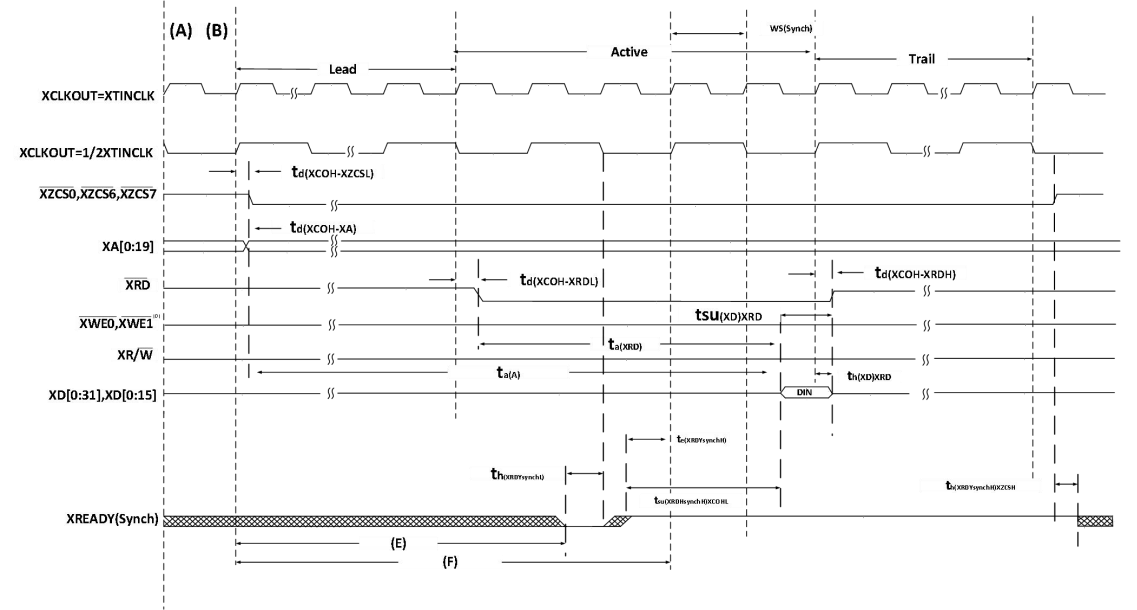 (A) (B)
WS(Synch)
Active
Lead
Trail
XCLKOUT=XTINCLK
XCLKOUT=1/2XTINCLK
td(XCOH-XZCSL)
XZCS0,XZCS6,XZCS7
td(XCOH-XA)
XA[0:19]
td(XCOH-XRDL)
td(XCOH-XRDH)
XRD
tsu(XD)XRD
XWE0,XWE1
ta(XRD)
XR/W
ta(A)
th(XD)XRD
XD[0:31],XD[0:15]
DIN
te(XRDYsynchH)
th(XRDYsynchL)
th(XRDYsynchH)XZCSH
tsu(XRDHsynchH)XCOHL
XREADY(Synch)
(E)
(F)